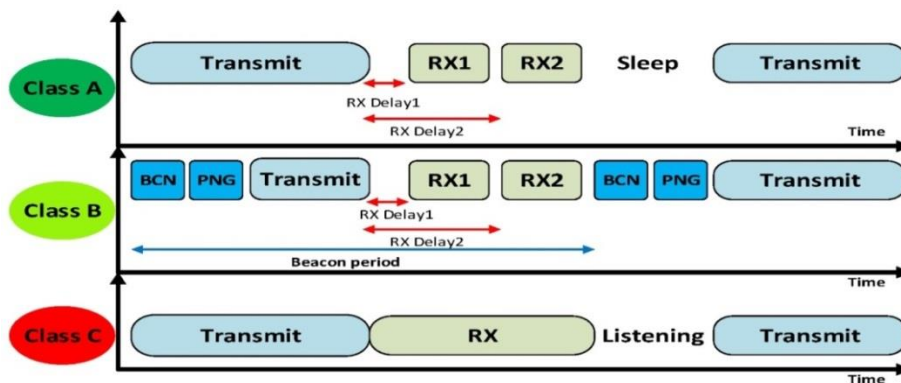 Class A
Transmit
RX1
RX2
Sleep
Transmit
RX Delay1
RX Delay2
Time
Class B
BCN
PNG
Transmit
RX1
RX2
BCN
PNG
Transmit
RX Delay1
RX Delay2
Beacon period
Time
Class C
Transmit
RX
Listening
Transmit
Time